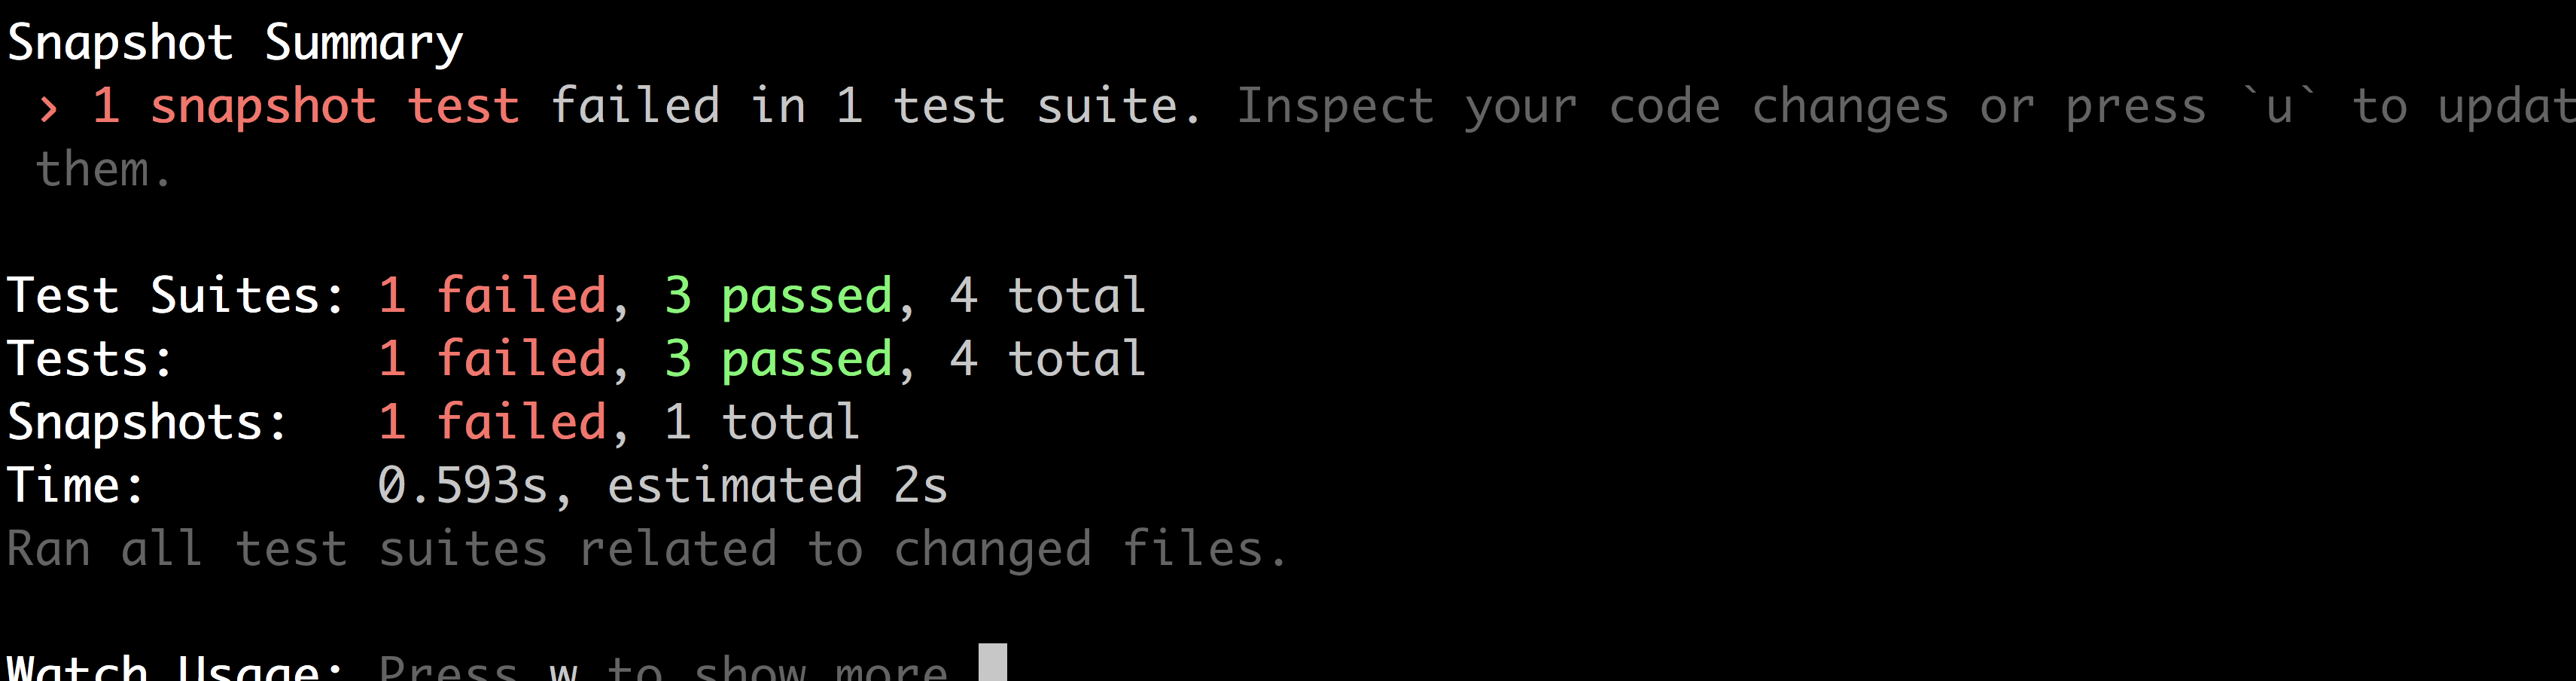 Snapshot Summary
› 1 snapshot test failed in 1 test suite. Inspect your code changes or press `u` to updat
them.
Test Suites: 1 failed, 3 passed, 4 total
Tests: 1 failed, 3 passed, 4 total
Snapshots: 1 failed, 1 total
Time: 0.593s, estimated 2s
Ran all test suites related to changed files.
Watch Usage: Press w to show more